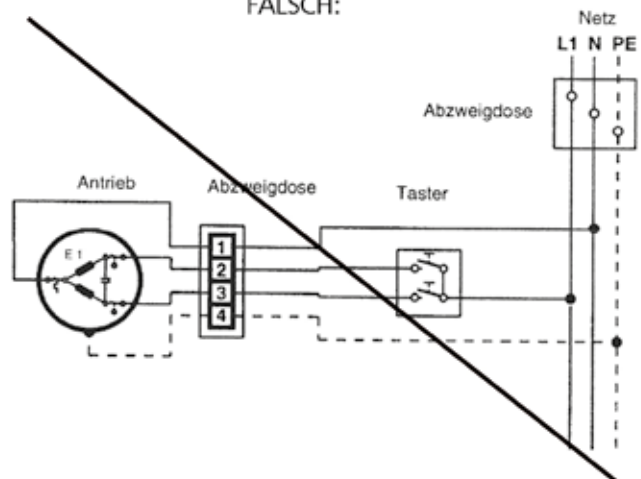 FALSCH:
Netz
L1 N PE
Abzweigdose
Antrieb
Abzweigdose
Taster
E1
1
2
3
4